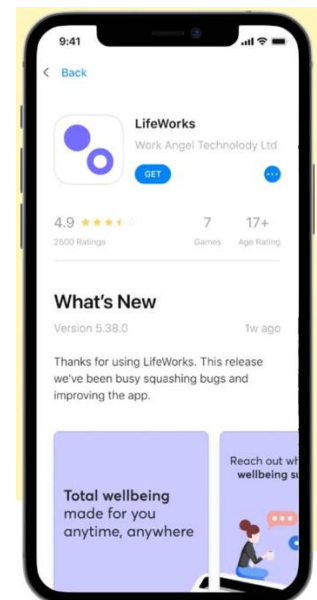 9:41
Back
LifeWorks
Work Angel Technolody Ltd
GET
4.9
7
17+
2500 Ratings
Games
Age Rating
What's New
Version 5.38.0
1w ago
Thanks for using LifeWorks. This release
we've been busy squashing bugs and
improving the app.
Total wellbeing
made for you
anytime, anywhere
Reach out wh
wellbeing su